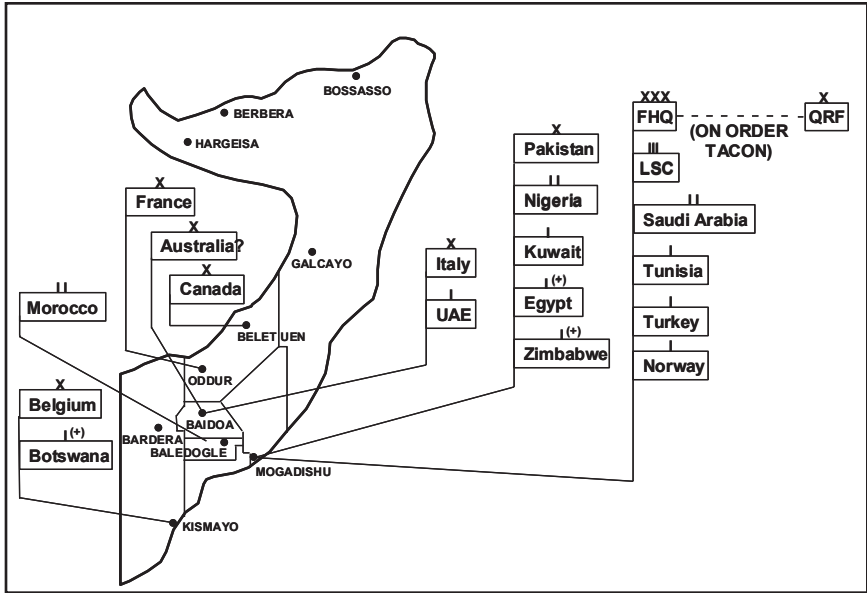 BOSSASSO
BERBERA
HARGEISA
X
France
X
Australia?
X
Canada
GALCAYO
II
Morocco
BELETUEN
ODDUR
X
Belgium
I(+)
Botswana
BAIDOA
BARDERA
BALEDOGLE
MOGADISHU
KISMAYO
X
Italy
I
UAE
X
Pakistan
II
Nigeria
I
Kuwait
I(+)
Egypt
I(+)
Zimbabwe
XXX
FHQ
(ON ORDER
TACON)
X
QRF
III
LSC
II
Saudi Arabia
I
Tunisia
I
Turkey
I
Norway